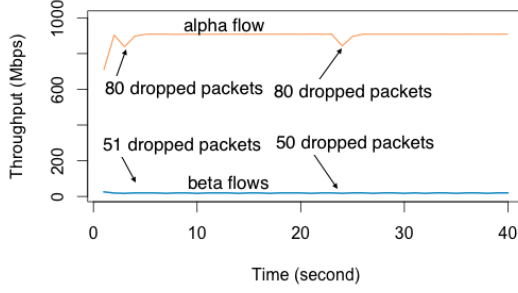 alpha flow
80 dropped packets
80 dropped packets
51 dropped packets
50 dropped packets
beta flows
Throughput (Mbps)
1000
600
200
0
0
10
20
30
40
Time (second)